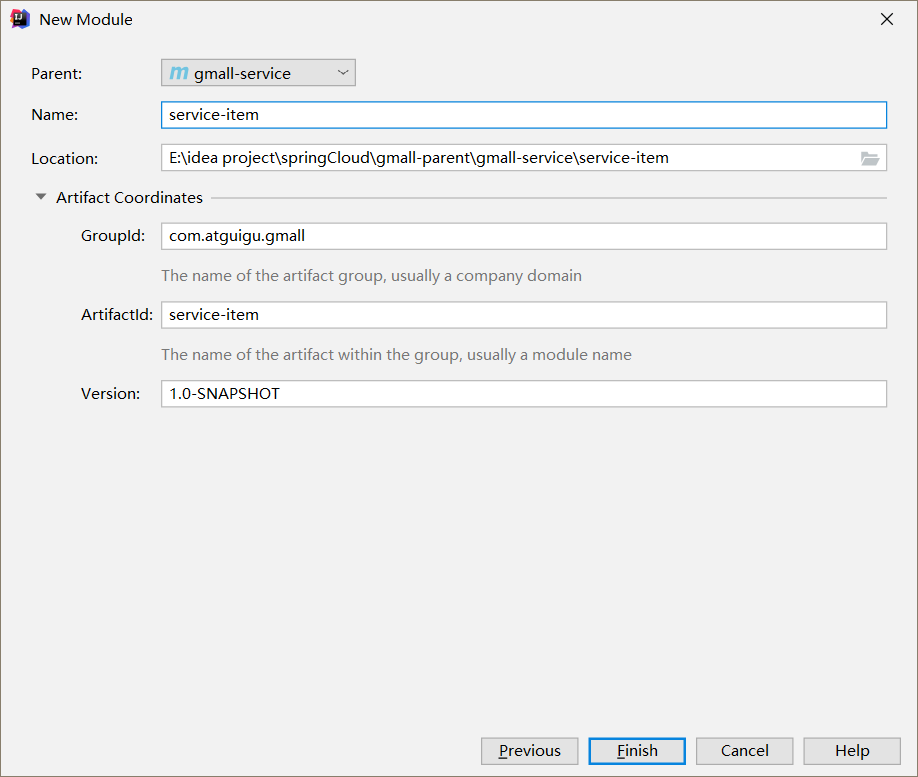 New Module
Parent: gmall-service
Name: service-item
Location: E:\idea project\springCloud\gmall-parent\gmall-service\service-item
Artifact Coordinates
GroupId: com.atguigu.gmall
The name of the artifact group, usually a company domain
ArtifactId: service-item
The name of the artifact within the group, usually a module name
Version: 1.0-SNAPSHOT
Previous Finish Cancel Help